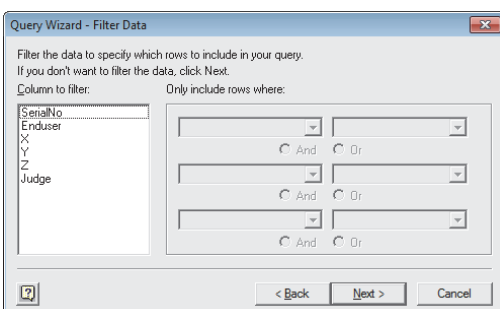 Query Wizard - Filter Data
Filter the data to specify which rows to include in your query.
If you don't want to filter the data, click Next.
Column to filter: Only include rows where:
SerialNo
Enduser
X
Y
Z
Judge
And Or
And Or
And Or
? < Back Next > Cancel